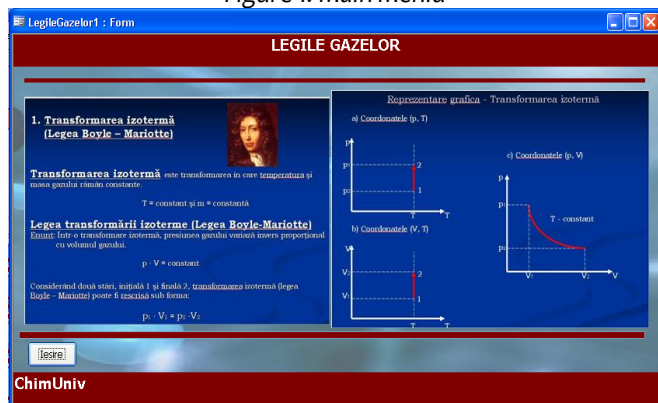 Figure I. Main menu
LegileGazelor1 : Form
LEGILE GAZELOR
1. Transformarea izotermă
(Legea Boyle – Mariotte)
Transformarea izotermă este transformarea în care temperatura și
masa gazului rămân constante.
T = constant și m = constantă
Legea transformării izoterme (Legea Boyle-Mariotte)
Enunț: Într-o transformare izotermă, presiunea gazului variază invers proporțional
cu volumul gazului.
p · V = constant
Considerând două stări, inițială 1 și finală 2, transformarea izotermă (legea
Boyle – Mariotte) poate fi rescrisă sub forma:
p₁ · V₁ = p₂ ·V₂
Reprezentare grafica - Transformarea izotermă
a) Coordonatele (p, T)
p
p₁
2
p₂
1
T
T
b) Coordonatele (V, T)
V
V₂
2
V₁
1
T
T
c) Coordonatele (p, V)
p
p₁
T - constant
p₂
V₁
V₂
V
Iesire
ChimUniv